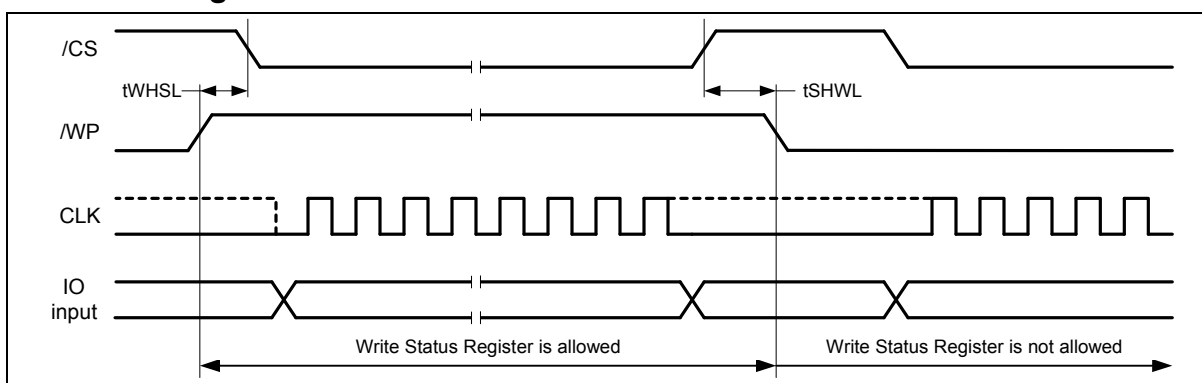 /CS
tWHSL
tSHWL
/WP
CLK
IO
input
Write Status Register is allowed
Write Status Register is not allowed